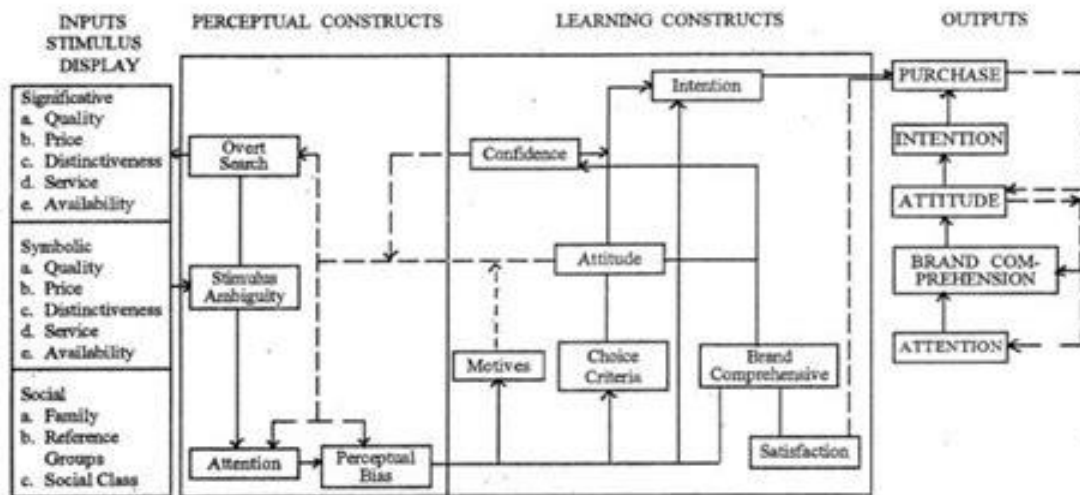 INPUTS
STIMULUS
DISPLAY
PERCEPTUAL CONSTRUCTS
LEARNING CONSTRUCTS
OUTPUTS
Significative
a. Quality
b. Price
c. Distinctiveness
d. Service
e. Availability
Symbolic
a. Quality
b. Price
c. Distinctiveness
d. Service
e. Availability
Social
a. Family
b. Reference
Groups
c. Social Class
Overt
Search
Stimulus
Ambiguity
Attention
Perceptual
Bias
Intention
Confidence
Attitude
Motives
Choice
Criteria
Brand
Comprehensive
Satisfaction
PURCHASE
INTENTION
ATTITUDE
BRAND COM-
PREHENSION
ATTENTION